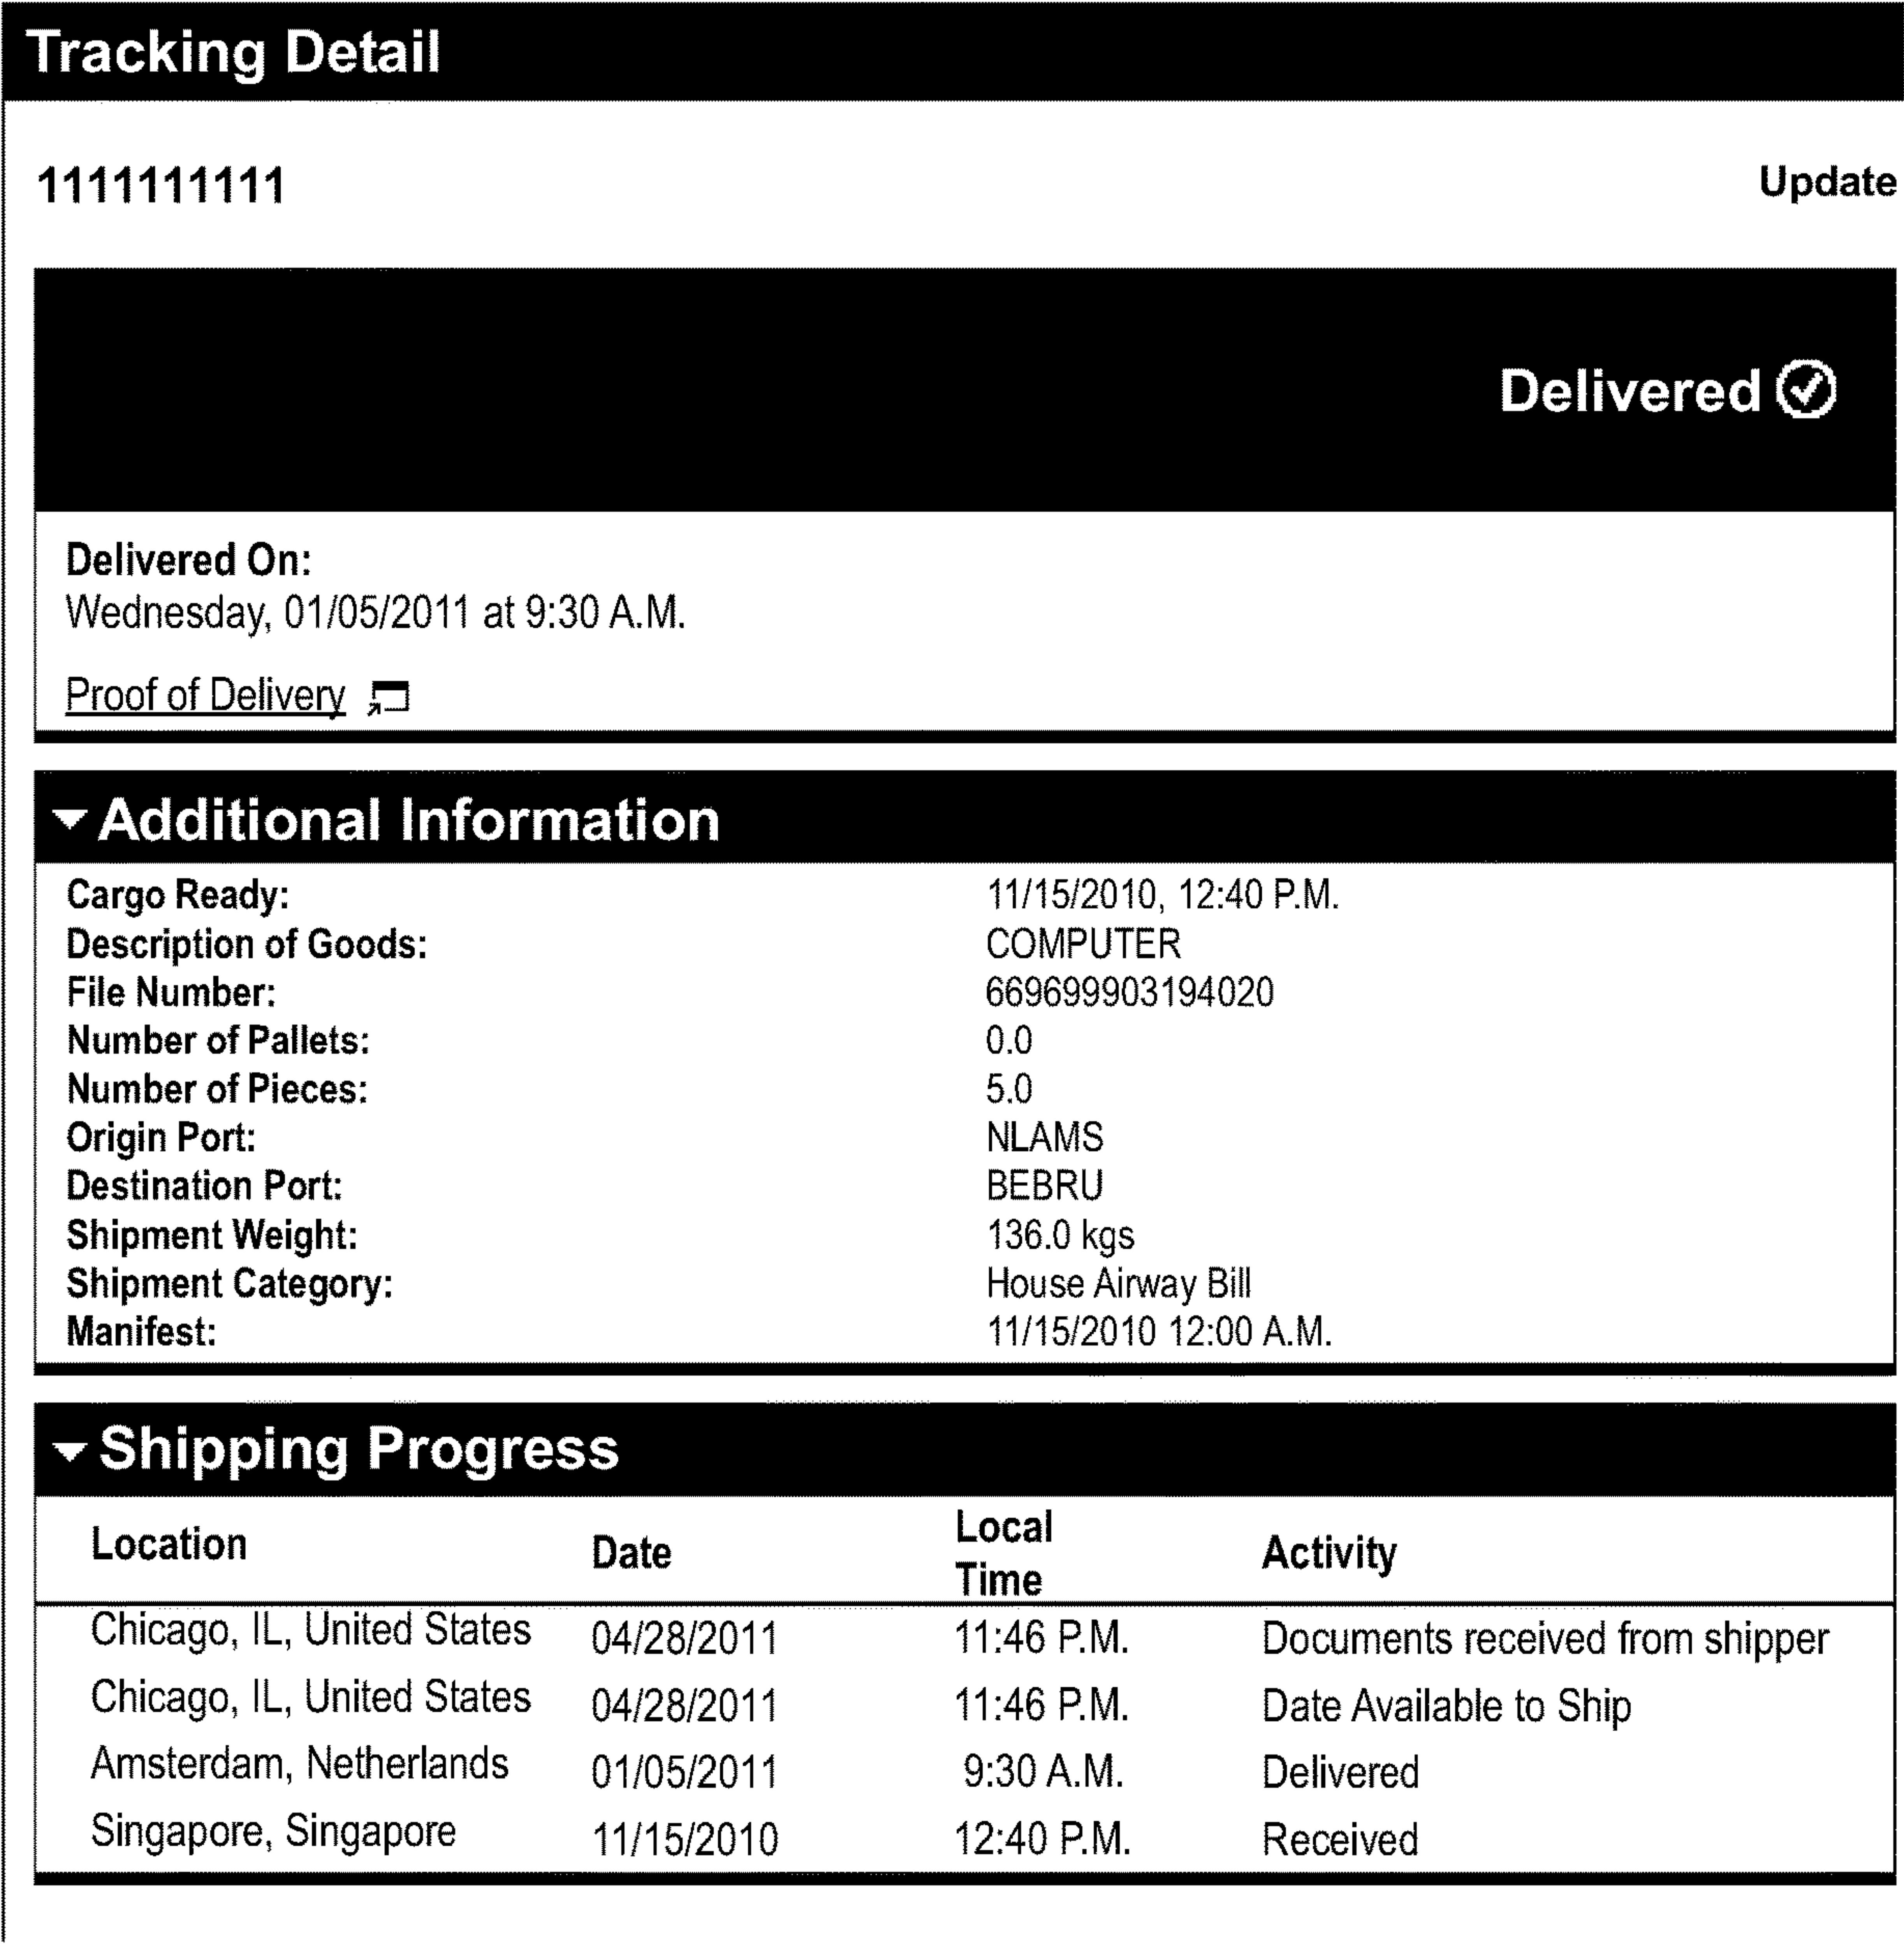 Tracking Detail
1111111111 Update
Delivered
Delivered On:
Wednesday, 01/05/2011 at 9:30 A.M.
Proof of Delivery
Additional Information
Cargo Ready: 11/15/2010, 12:40 P.M.
Description of Goods: COMPUTER
File Number: 669699903194020
Number of Pallets: 0.0
Number of Pieces: 5.0
Origin Port: NLAMS
Destination Port: BEBRU
Shipment Weight: 136.0 kgs
Shipment Category: House Airway Bill
Manifest: 11/15/2010 12:00 A.M.
Shipping Progress
Location Date Local Time Activity
Chicago, IL, United States 04/28/2011 11:46 P.M. Documents received from shipper
Chicago, IL, United States 04/28/2011 11:46 P.M. Date Available to Ship
Amsterdam, Netherlands 01/05/2011 9:30 A.M. Delivered
Singapore, Singapore 11/15/2010 12:40 P.M. Received